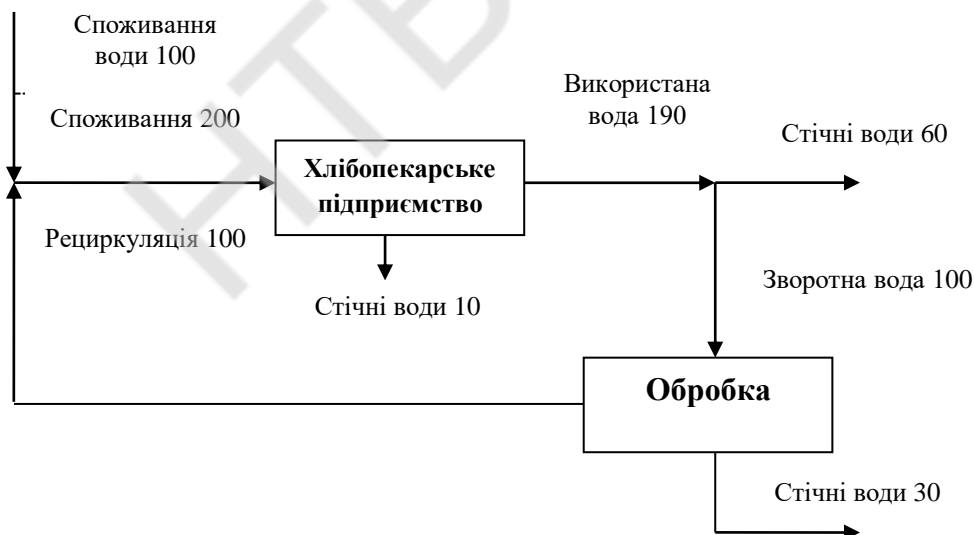 Споживання
води 100
Споживання 200
Використана
вода 190
Стічні води 60
Хлібопекарське
підприємство
Рециркуляція 100
Стічні води 10
Зворотна вода 100
Обробка
Стічні води 30
НТВ